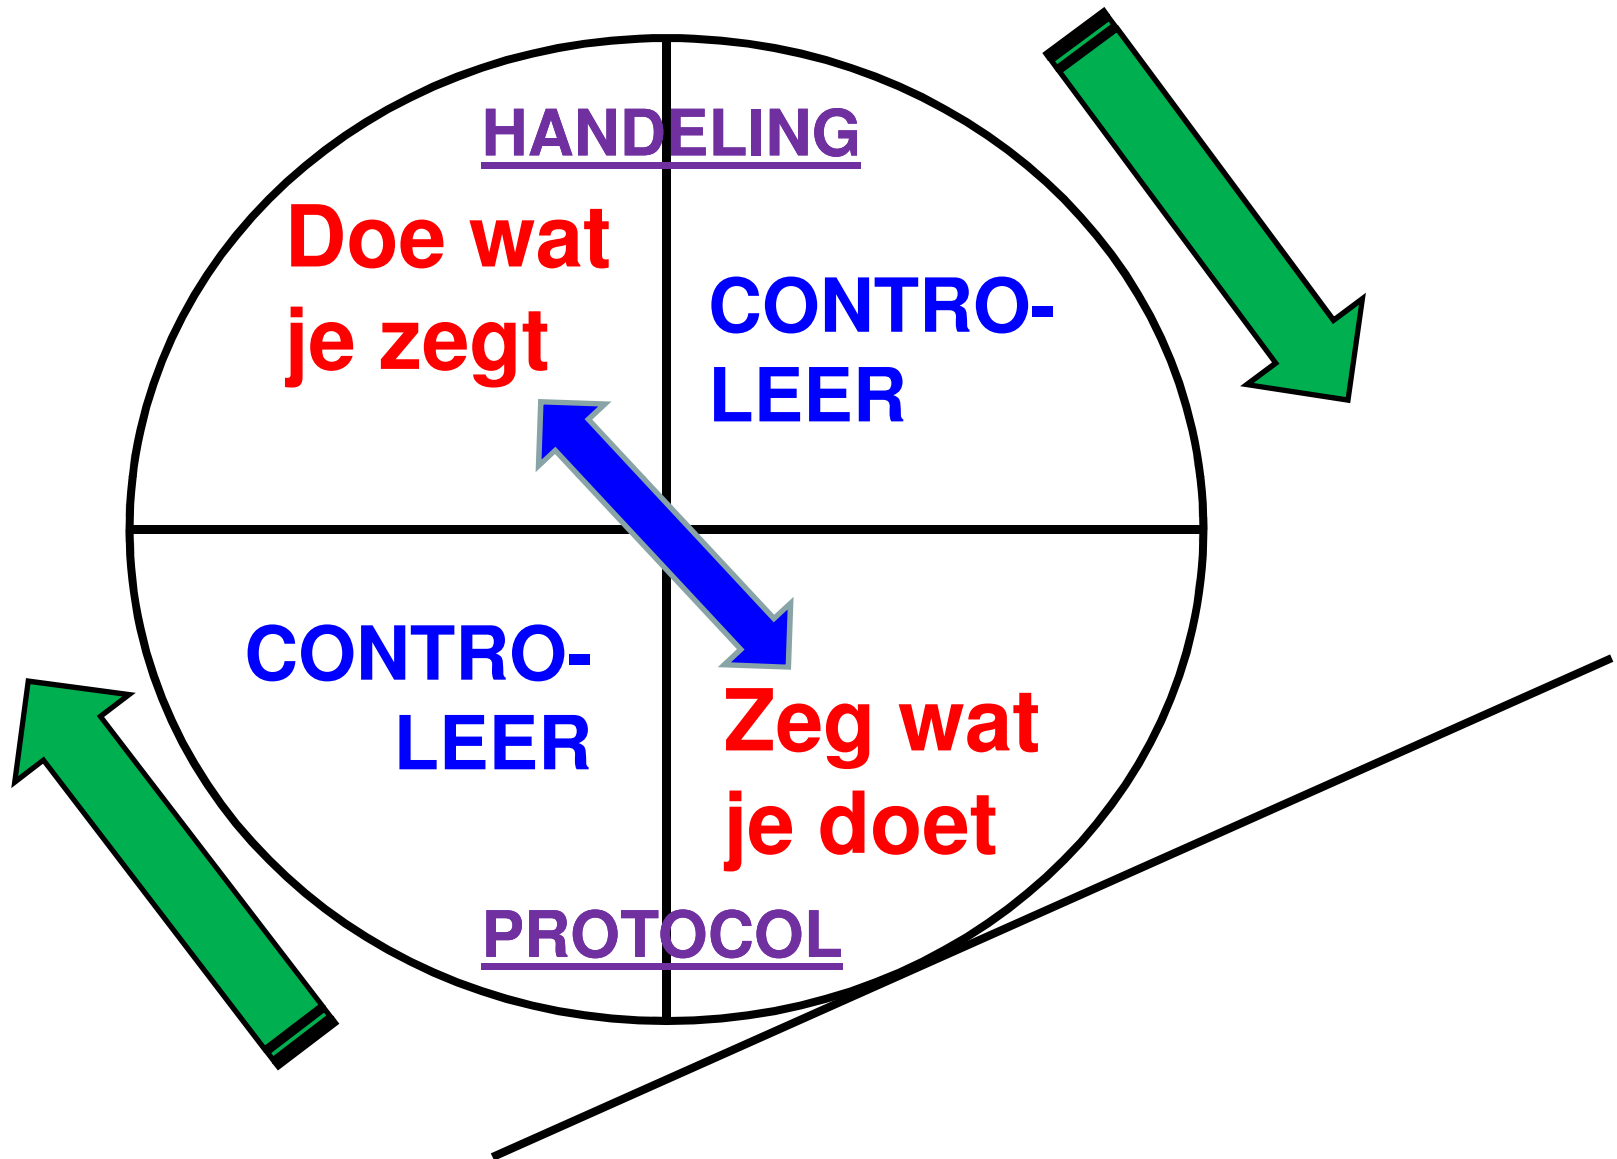 HANDELING
Doe wat
je zegt
CONTRO-
LEER
CONTRO-
LEER
Zeg wat
je doet
PROTOCOL